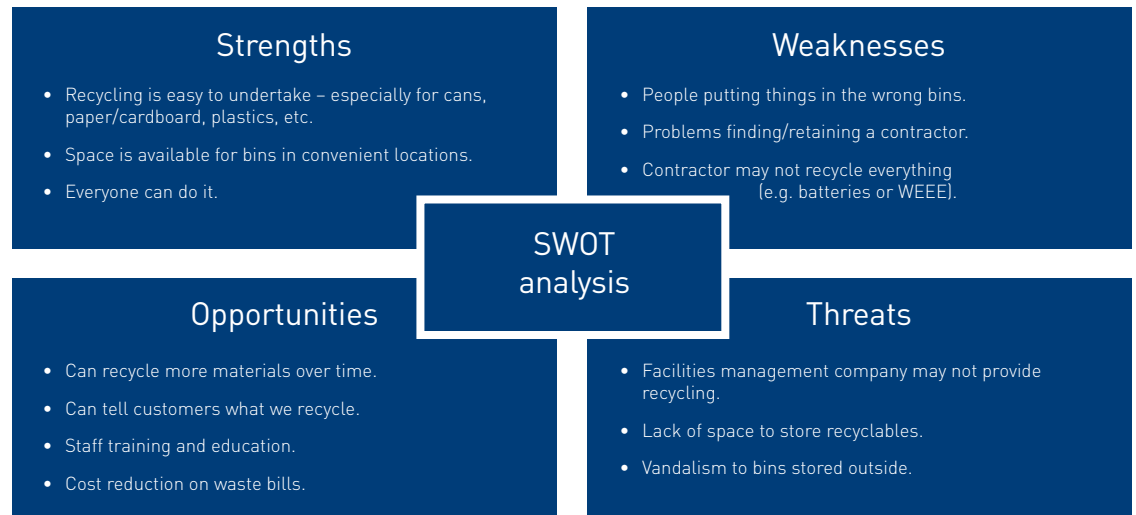 Strengths
• Recycling is easy to undertake – especially for cans,
paper/cardboard, plastics, etc.
• Space is available for bins in convenient locations.
• Everyone can do it.
Weaknesses
• People putting things in the wrong bins.
• Problems finding/retaining a contractor.
• Contractor may not recycle everything
(e.g. batteries or WEEE).
SWOT
analysis
Opportunities
• Can recycle more materials over time.
• Can tell customers what we recycle.
• Staff training and education.
• Cost reduction on waste bills.
Threats
• Facilities management company may not provide
recycling.
• Lack of space to store recyclables.
• Vandalism to bins stored outside.